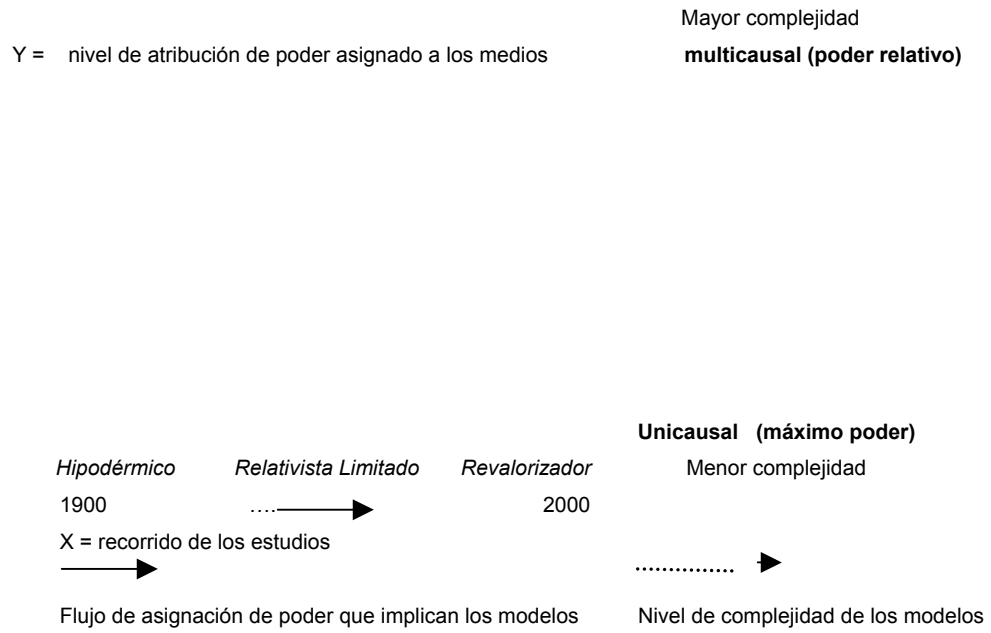 Mayor complejidad
Y = nivel de atribución de poder asignado a los medios multicausal (poder relativo)
Unicausal (máximo poder)
Hipodérmico Relativista Limitado Revalorizador Menor complejidad
1900 .... 2000
X = recorrido de los estudios
Flujo de asignación de poder que implican los modelos Nivel de complejidad de los modelos